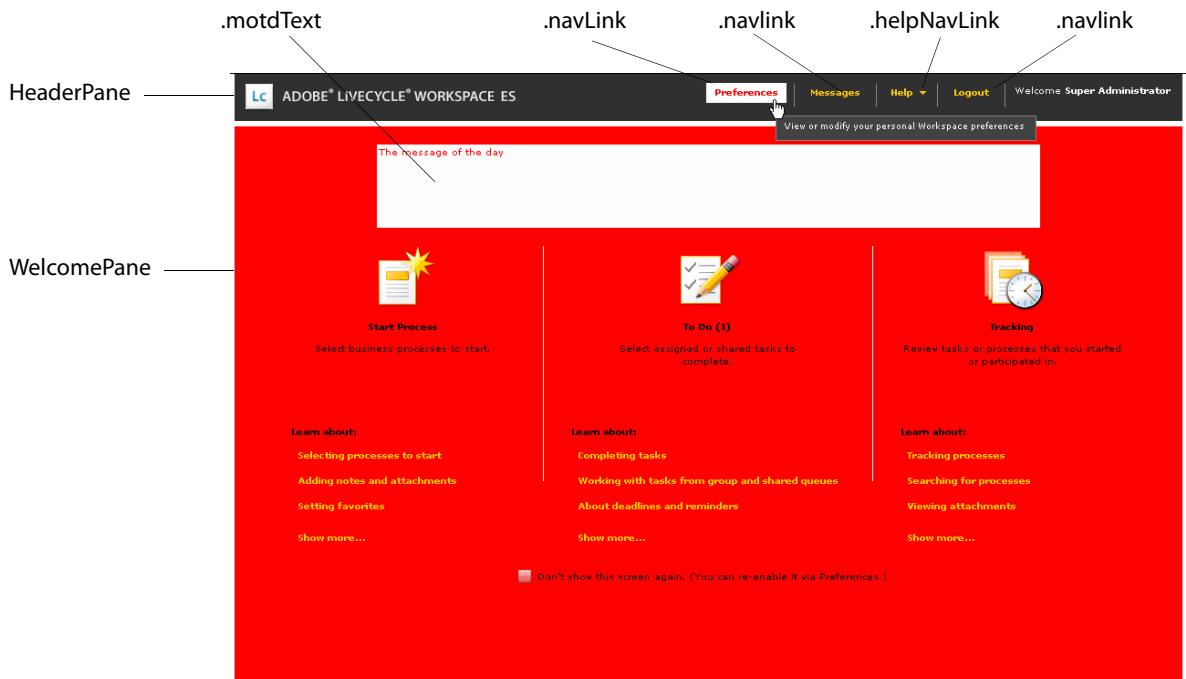 .motdText .navLink .navlink .helpNavLink .navlink
HeaderPane
Lc ADOBE® LIVECYCLE® WORKSPACE ES Preferences Messages Help Logout Welcome Super Administrator
View or modify your personal Workspace preferences
The message of the day
WelcomePane
Start Process To Do (1) Tracking
Select business processes to start. Select assigned or shared tasks to Review tasks or processes that you started
complete. or participated in.
Learn about: Learn about: Learn about:
Selecting processes to start Completing tasks Tracking processes
Adding notes and attachments Working with tasks from group and shared queues Searching for processes
Setting favorites About deadlines and reminders Viewing attachments
Show more... Show more... Show more...
Don't show this screen again. (You can re-enable it via Preferences.)